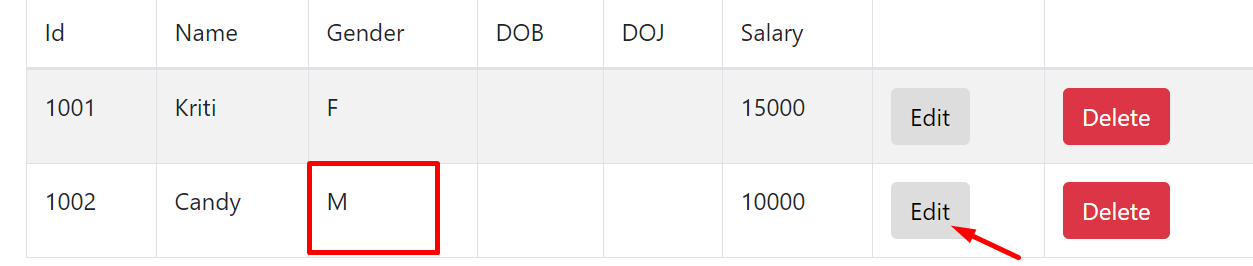 Id Name Gender DOB DOJ Salary
1001 Kriti F 15000 Edit Delete
1002 Candy M 10000 Edit Delete